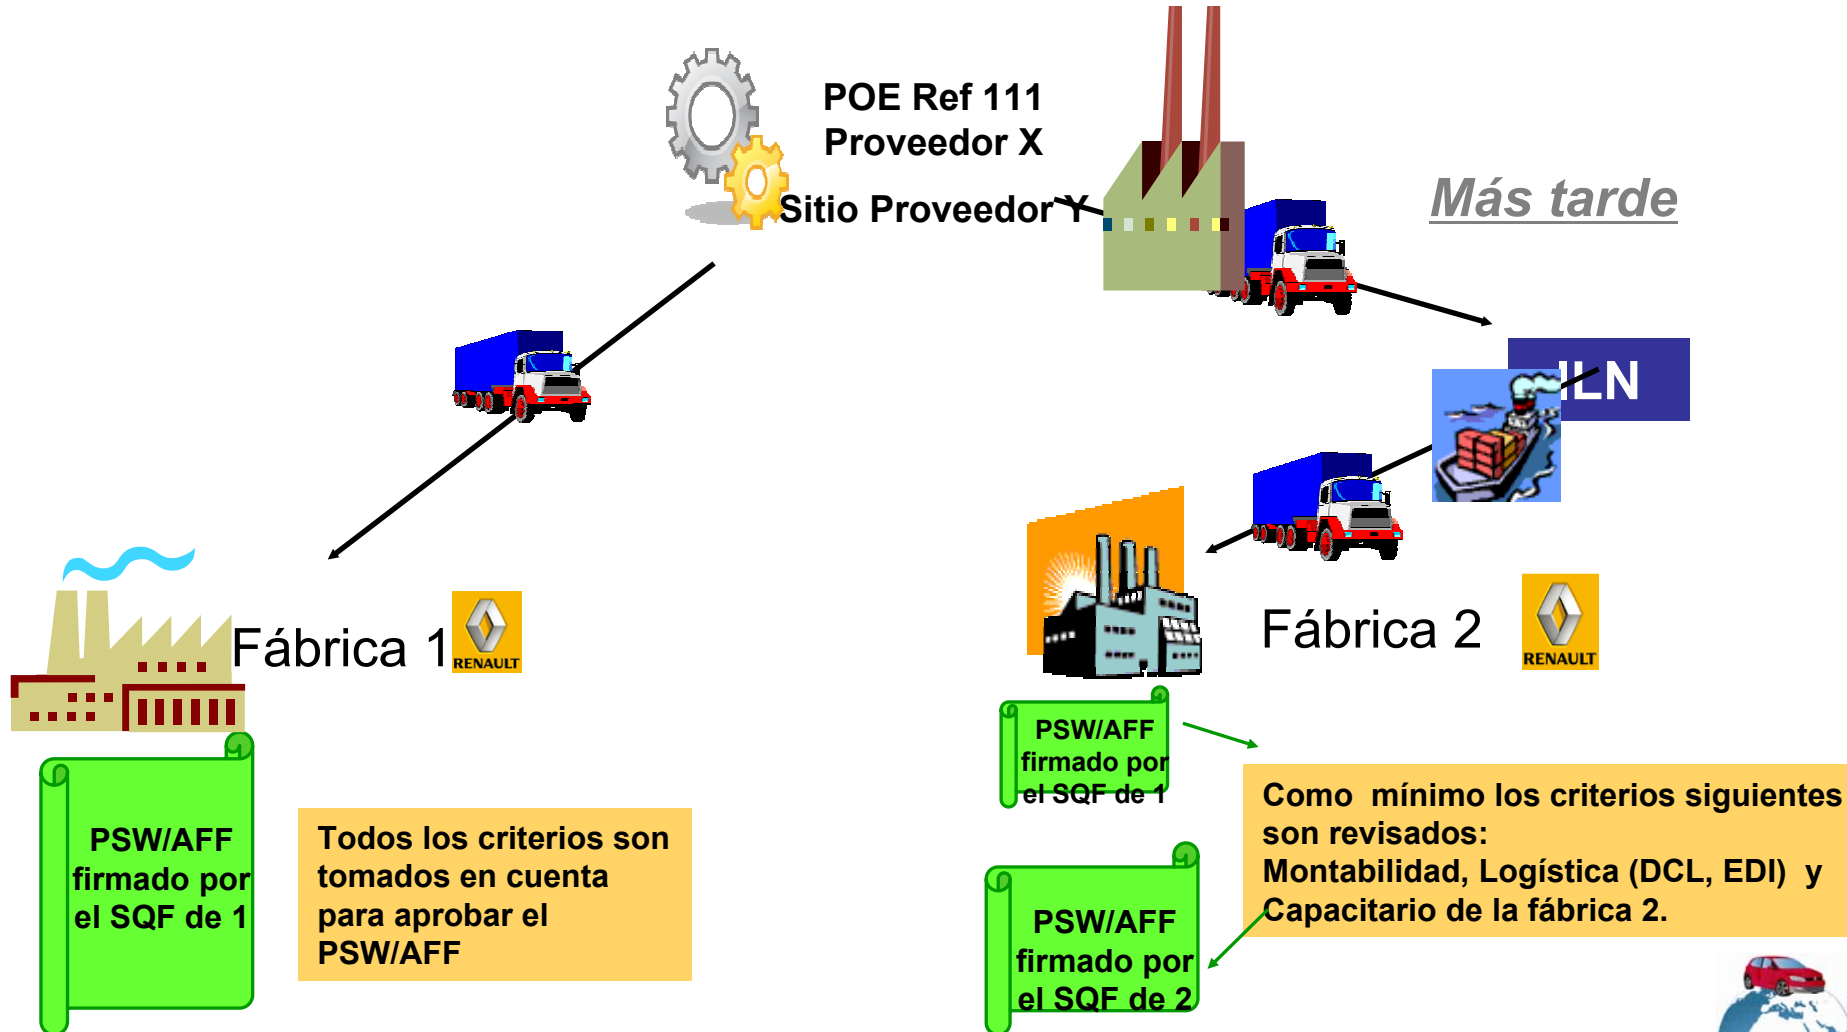 POE Ref 111
Proveedor X
Sitio Proveedor Y
Más tarde
ILN
Fábrica 1
RENAULT
Fábrica 2
RENAULT
PSW/AFF
firmado por
el SQF de 1
Todos los criterios son
tomados en cuenta
para aprobar el
PSW/AFF
PSW/AFF
firmado por
el SQF de 1
Como mínimo los criterios siguientes
son revisados:
Montabilidad, Logística (DCL, EDI) y
Capacitario de la fábrica 2.
PSW/AFF
firmado por
el SQF de 2